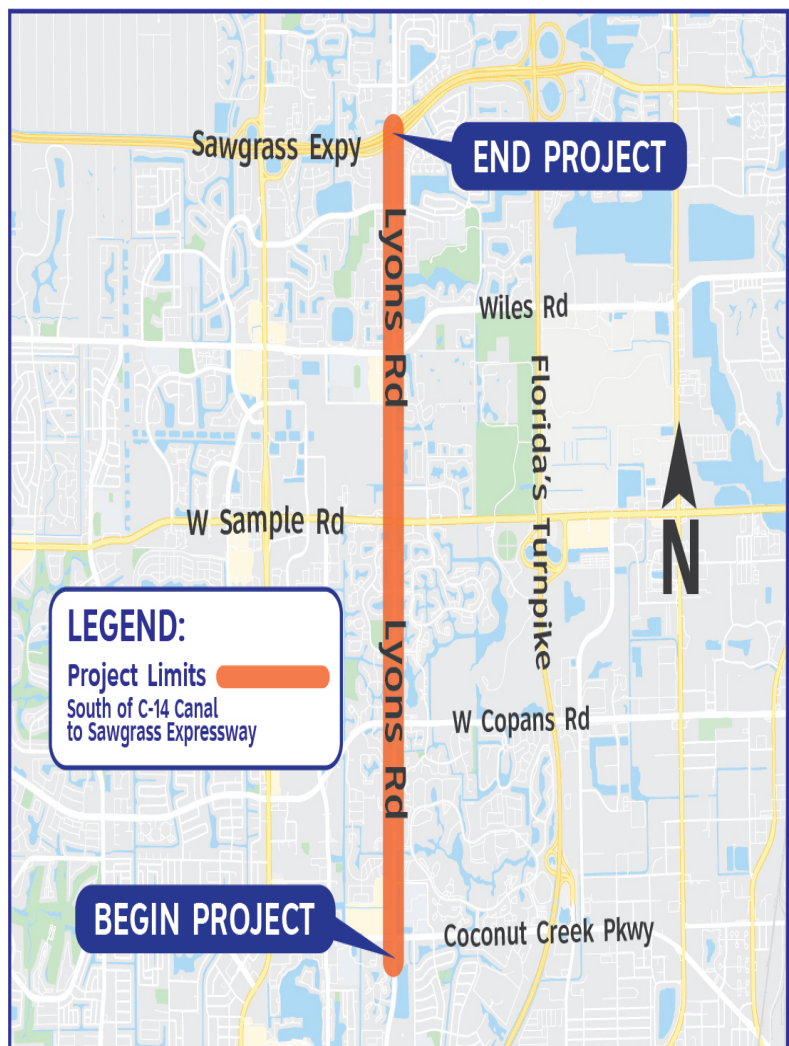 Sawgrass Expy
END PROJECT
Lyons Rd
Wiles Rd
Florida's Turnpike
W Sample Rd
N
LEGEND:
Project Limits
South of C-14 Canal
to Sawgrass Expressway
Lyons Rd
W Copans Rd
BEGIN PROJECT
Coconut Creek Pkwy